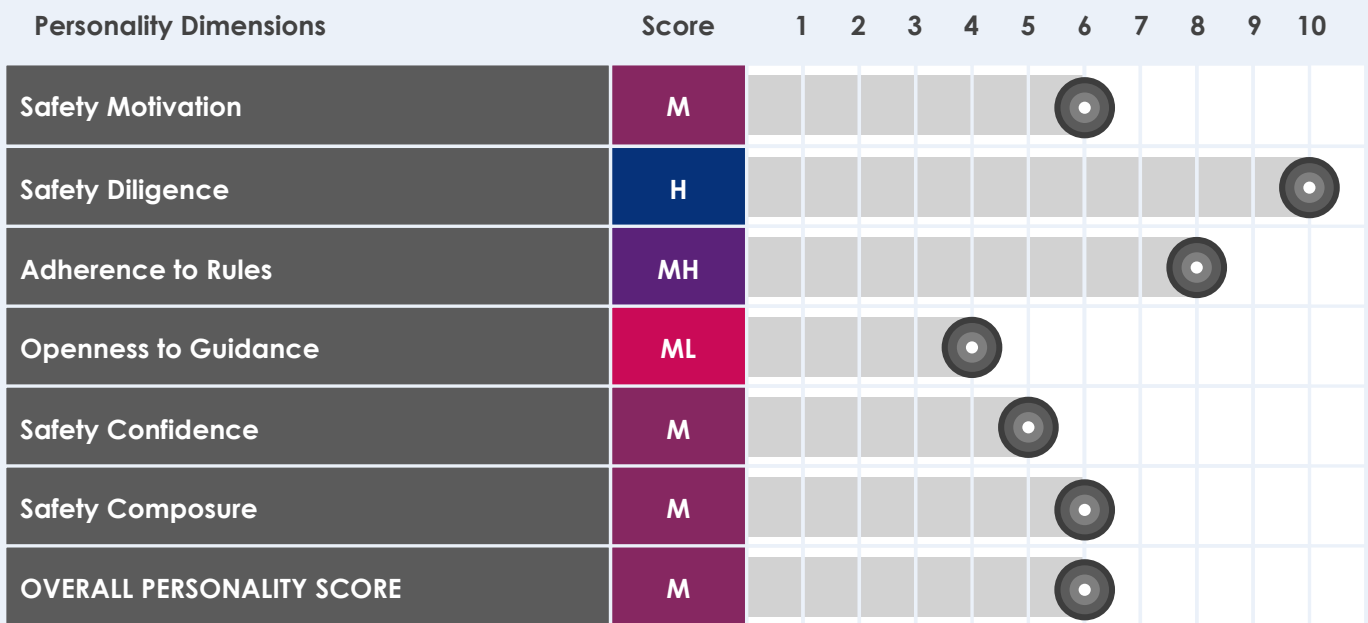 Personality Dimensions Score 1 2 3 4 5 6 7 8 9 10
Safety Motivation M
Safety Diligence H
Adherence to Rules MH
Openness to Guidance ML
Safety Confidence M
Safety Composure M
OVERALL PERSONALITY SCORE M